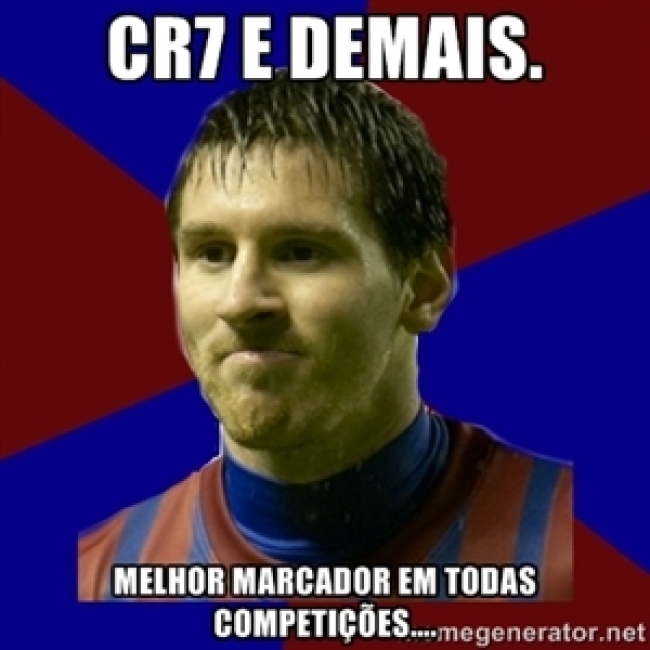 CR7 E DEMAIS.
MELHOR MARCADOR EM TODAS
COMPETIÇÕES....
megenerator.net